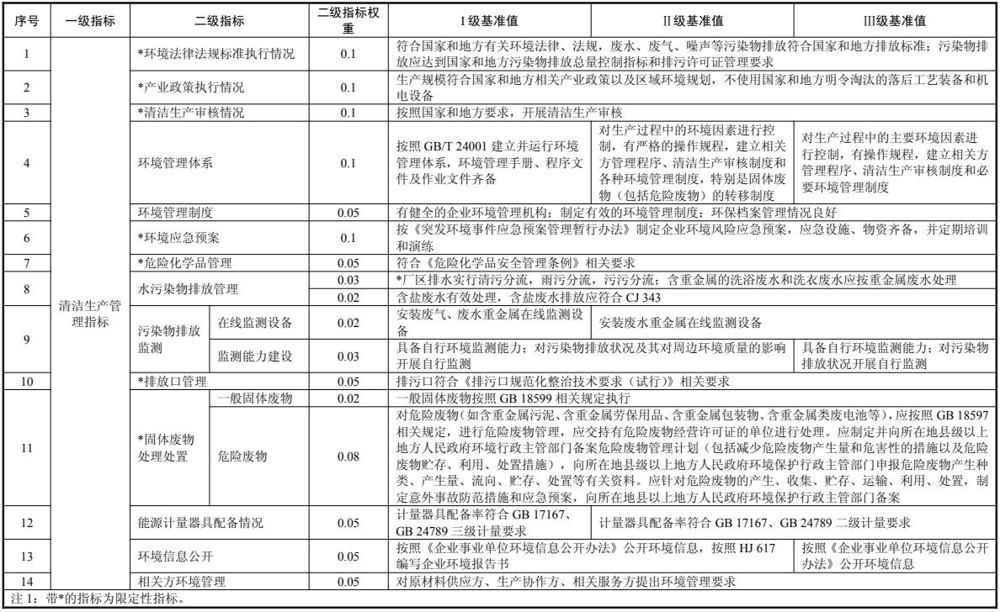 序号 一级指标 二级指标 二级指标权重 Ⅰ级基准值 Ⅱ级基准值 Ⅲ级基准值
清洁生产管
理指标
1 *环境法律法规标准执行情况 0.1
符合国家和地方有关环境法律、法规，废水、废气、噪声等污染物排放符合国家和地方排放标准；污染物排
放应达到国家和地方污染物排放总量控制指标和排污许可证管理要求
2 *产业政策执行情况 0.1
生产规模符合国家和地方相关产业政策以及区域环境规划，不使用国家和地方明令淘汰的落后工艺装备和机
电设备
3 *清洁生产审核情况 0.1 按照国家和地方要求，开展清洁生产审核
4 环境管理体系 0.1
按照 GB/T 24001 建立并运行环境
管理体系，环境管理手册、程序文
件及作业文件齐备
对生产过程中的环境因素进行控
制，有严格的操作规程，建立相关
方管理程序、清洁生产审核制度和
各种环境管理制度，特别是固体废
物（包括危险废物）的转移制度
对生产过程中的主要环境因素进
行控制，有操作规程，建立相关方
管理程序、清洁生产审核制度和必
要环境管理制度
5 环境管理制度 0.05 有健全的企业环境管理机构；制定有效的环境管理制度；环保档案管理情况良好
6 *环境应急预案 0.1
按《突发环境事件应急预案管理暂行办法》制定企业环境风险应急预案，应急设施、物资齐备，并定期培训
和演练
7 *危险化学品管理 0.05 符合《危险化学品安全管理条例》相关要求
8 水污染物排放管理
0.03 *厂区排水实行清污分流，雨污分流，污污分流；含重金属的洗浴废水和洗衣废水应按重金属废水处理
0.02 含盐废水有效处理，含盐废水排放应符合 CJ 343
9 污染物排放
监测
在线监测设备 0.02
安装废气、废水重金属在线监测设
备
安装废水重金属在线监测设备
监测能力建设 0.03
具备自行环境监测能力；对污染物排放状况及其对周边环境质量的影响
开展自行监测
具备自行环境监测能力；对污染物
排放状况开展自行监测
10 *排放口管理 0.05 排污口符合《排污口规范化整治技术要求（试行）》相关要求
11 *固体废物
处理处置
一般固体废物 0.02 一般固体废物按照 GB 18599 相关规定执行
危险废物 0.08
对危险废物（如含重金属污泥、含重金属劳保用品、含重金属包装物、含重金属类废电池等），应按照 GB 18597
相关规定，进行危险废物管理，应交持有危险废物经营许可证的单位进行处理。应制定并向所在地县级以上
地方人民政府环境行政主管部门备案危险废物管理计划（包括减少危险废物产生量和危害性的措施以及危险
废物贮存、利用、处置措施），向所在地县级以上地方人民政府环境保护行政主管部门申报危险废物产生种
类、产生量、流向、贮存、处置等有关资料。应针对危险废物的产生、收集、贮存、运输、利用、处置，制
定意外事故防范措施和应急预案，向所在地县以上地方人民政府环境保护行政主管部门备案
12 能源计量器具配备情况 0.05
计量器具配备率符合 GB 17167、
GB 24789 三级计量要求
计量器具配备率符合 GB 17167、GB 24789 二级计量要求
13 环境信息公开 0.05
按照《企业事业单位环境信息公开办法》公开环境信息，按照 HJ 617
编写企业环境报告书
按照《企业事业单位环境信息公开
办法》公开环境信息
14 相关方环境管理 0.05 对原材料供应方、生产协作方、相关服务方提出环境管理要求
注 1：带*的指标为限定性指标。